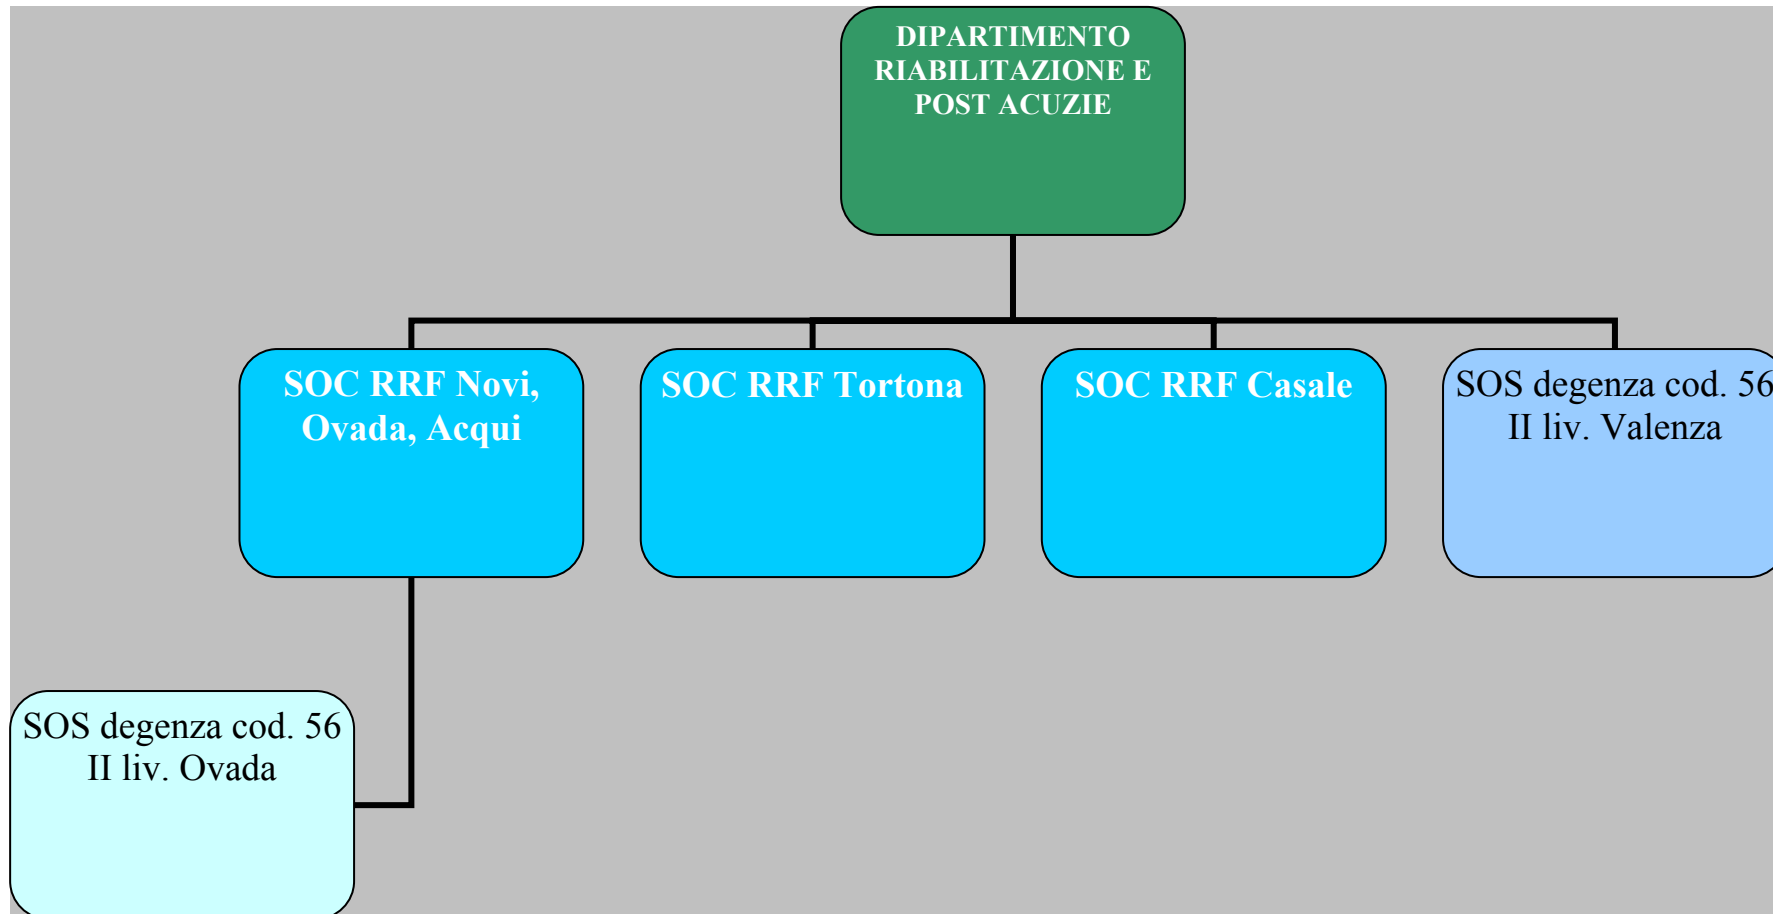 DIPARTIMENTO
RIABILITAZIONE E
POST ACUZIE
SOC RRF Novi,
Ovada, Acqui
SOC RRF Tortona
SOC RRF Casale
SOS degenza cod. 56
II liv. Valenza
SOS degenza cod. 56
II liv. Ovada